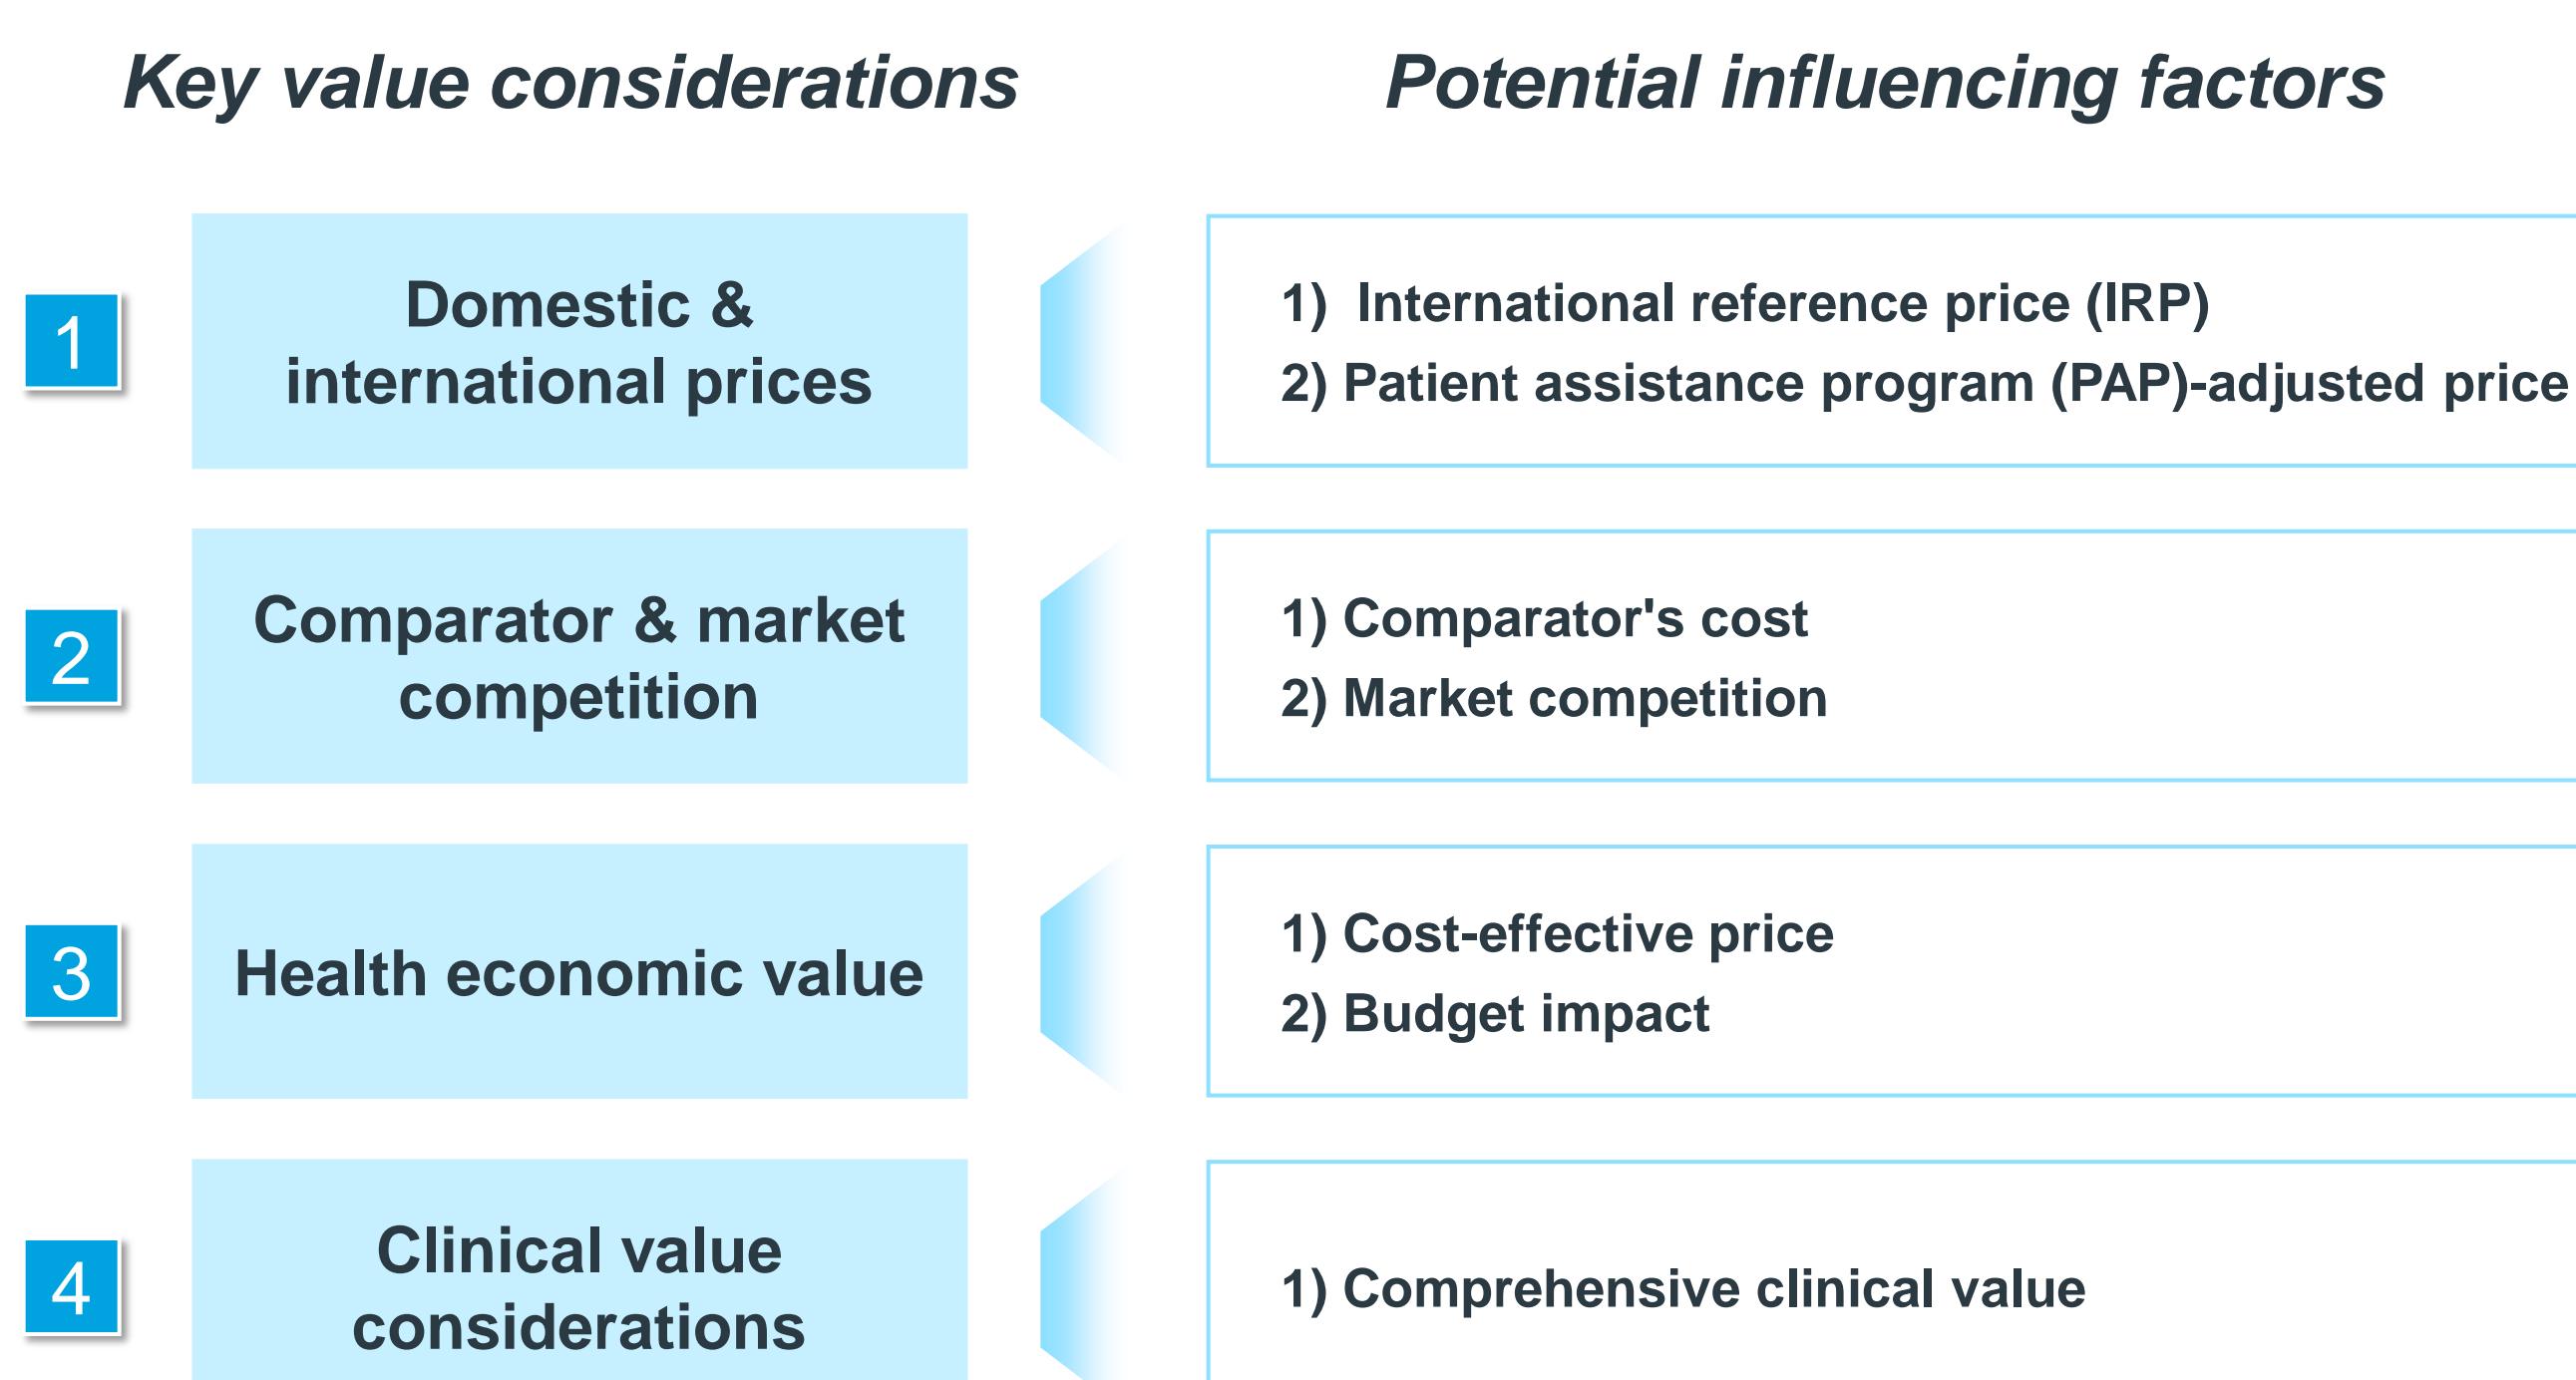 Key value considerations
Potential influencing factors
1
Domestic &
international prices
1) International reference price (IRP)
2) Patient assistance program (PAP)-adjusted price
2
Comparator & market
competition
1) Comparator's cost
2) Market competition
3
Health economic value
1) Cost-effective price
2) Budget impact
4
Clinical value
considerations
1) Comprehensive clinical value